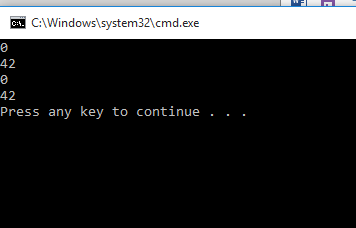 C:\Windows\system32\cmd.exe
0
42
0
42
Press any key to continue . . .